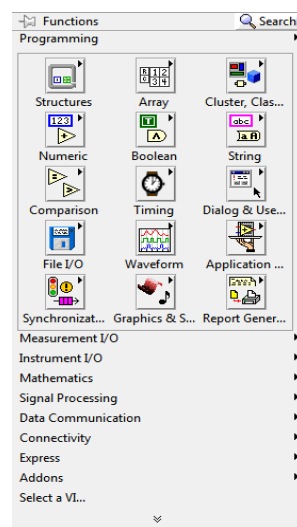 Functions Search
Programming
Structures Array Cluster, Clas...
Numeric Boolean String
Comparison Timing Dialog & Use...
File I/O Waveform Application ...
Synchronizat... Graphics & S... Report Gener...
Measurement I/O
Instrument I/O
Mathematics
Signal Processing
Data Communication
Connectivity
Express
Addons
Select a VI...